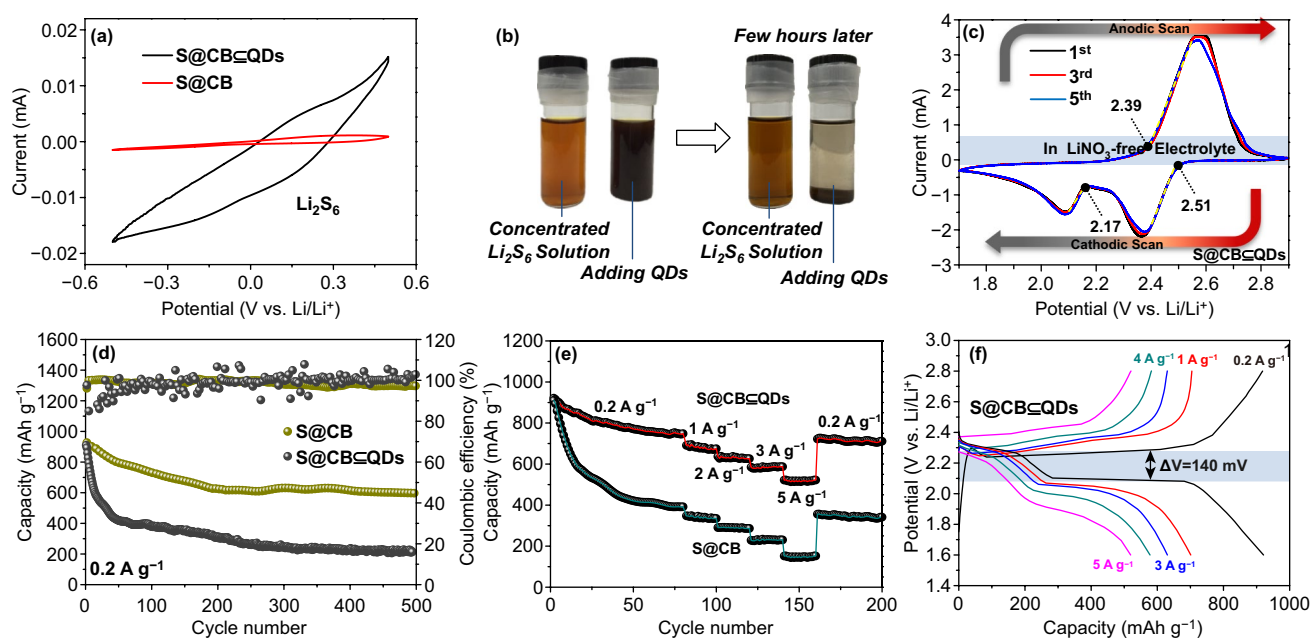 (a)
S@CB⊆QDs
S@CB
Li₂S₆
0.02
0.01
0.00
−0.01
−0.02
Current (mA)
−0.6
−0.3
0.0
0.3
0.6
Potential (V vs. Li/Li⁺)
(b)
Few hours later
Concentrated
Li₂S₆ Solution
Adding QDs
Concentrated
Li₂S₆ Solution
Adding QDs
(c)
Anodic Scan
1ˢᵗ
3ʳᵈ
5ᵗʰ
2.39
In LiNO₃-free Electrolyte
2.17
2.51
Cathodic Scan
S@CB⊆QDs
4
3
2
1
0
−1
−2
−3
Current (mA)
1.8
2.0
2.2
2.4
2.6
2.8
Potential (V vs. Li/Li⁺)
(d)
S@CB
S@CB⊆QDs
0.2 A g⁻¹
1600
1400
1200
1000
800
600
400
200
0
Capacity (mAh g⁻¹)
120
100
80
60
40
20
0
Coulombic efficiency (%)
0
100
200
300
400
500
Cycle number
(e)
S@CB⊆QDs
0.2 A g⁻¹
1 A g⁻¹
2 A g⁻¹
3 A g⁻¹
5 A g⁻¹
0.2 A g⁻¹
S@CB
1200
1000
800
600
400
200
0
Capacity (mAh g⁻¹)
0
25
50
75
100
125
150
200
Cycle number
(f)
S@CB⊆QDs
4 A g⁻¹
1 A g⁻¹
0.2 A g⁻¹
1
ΔV=140 mV
5 A g⁻¹
3 A g⁻¹
3.0
2.8
2.6
2.4
2.2
2.0
1.8
1.6
1.4
Potential (V vs. Li/Li⁺)
0
200
400
600
800
1000
Capacity (mAh g⁻¹)